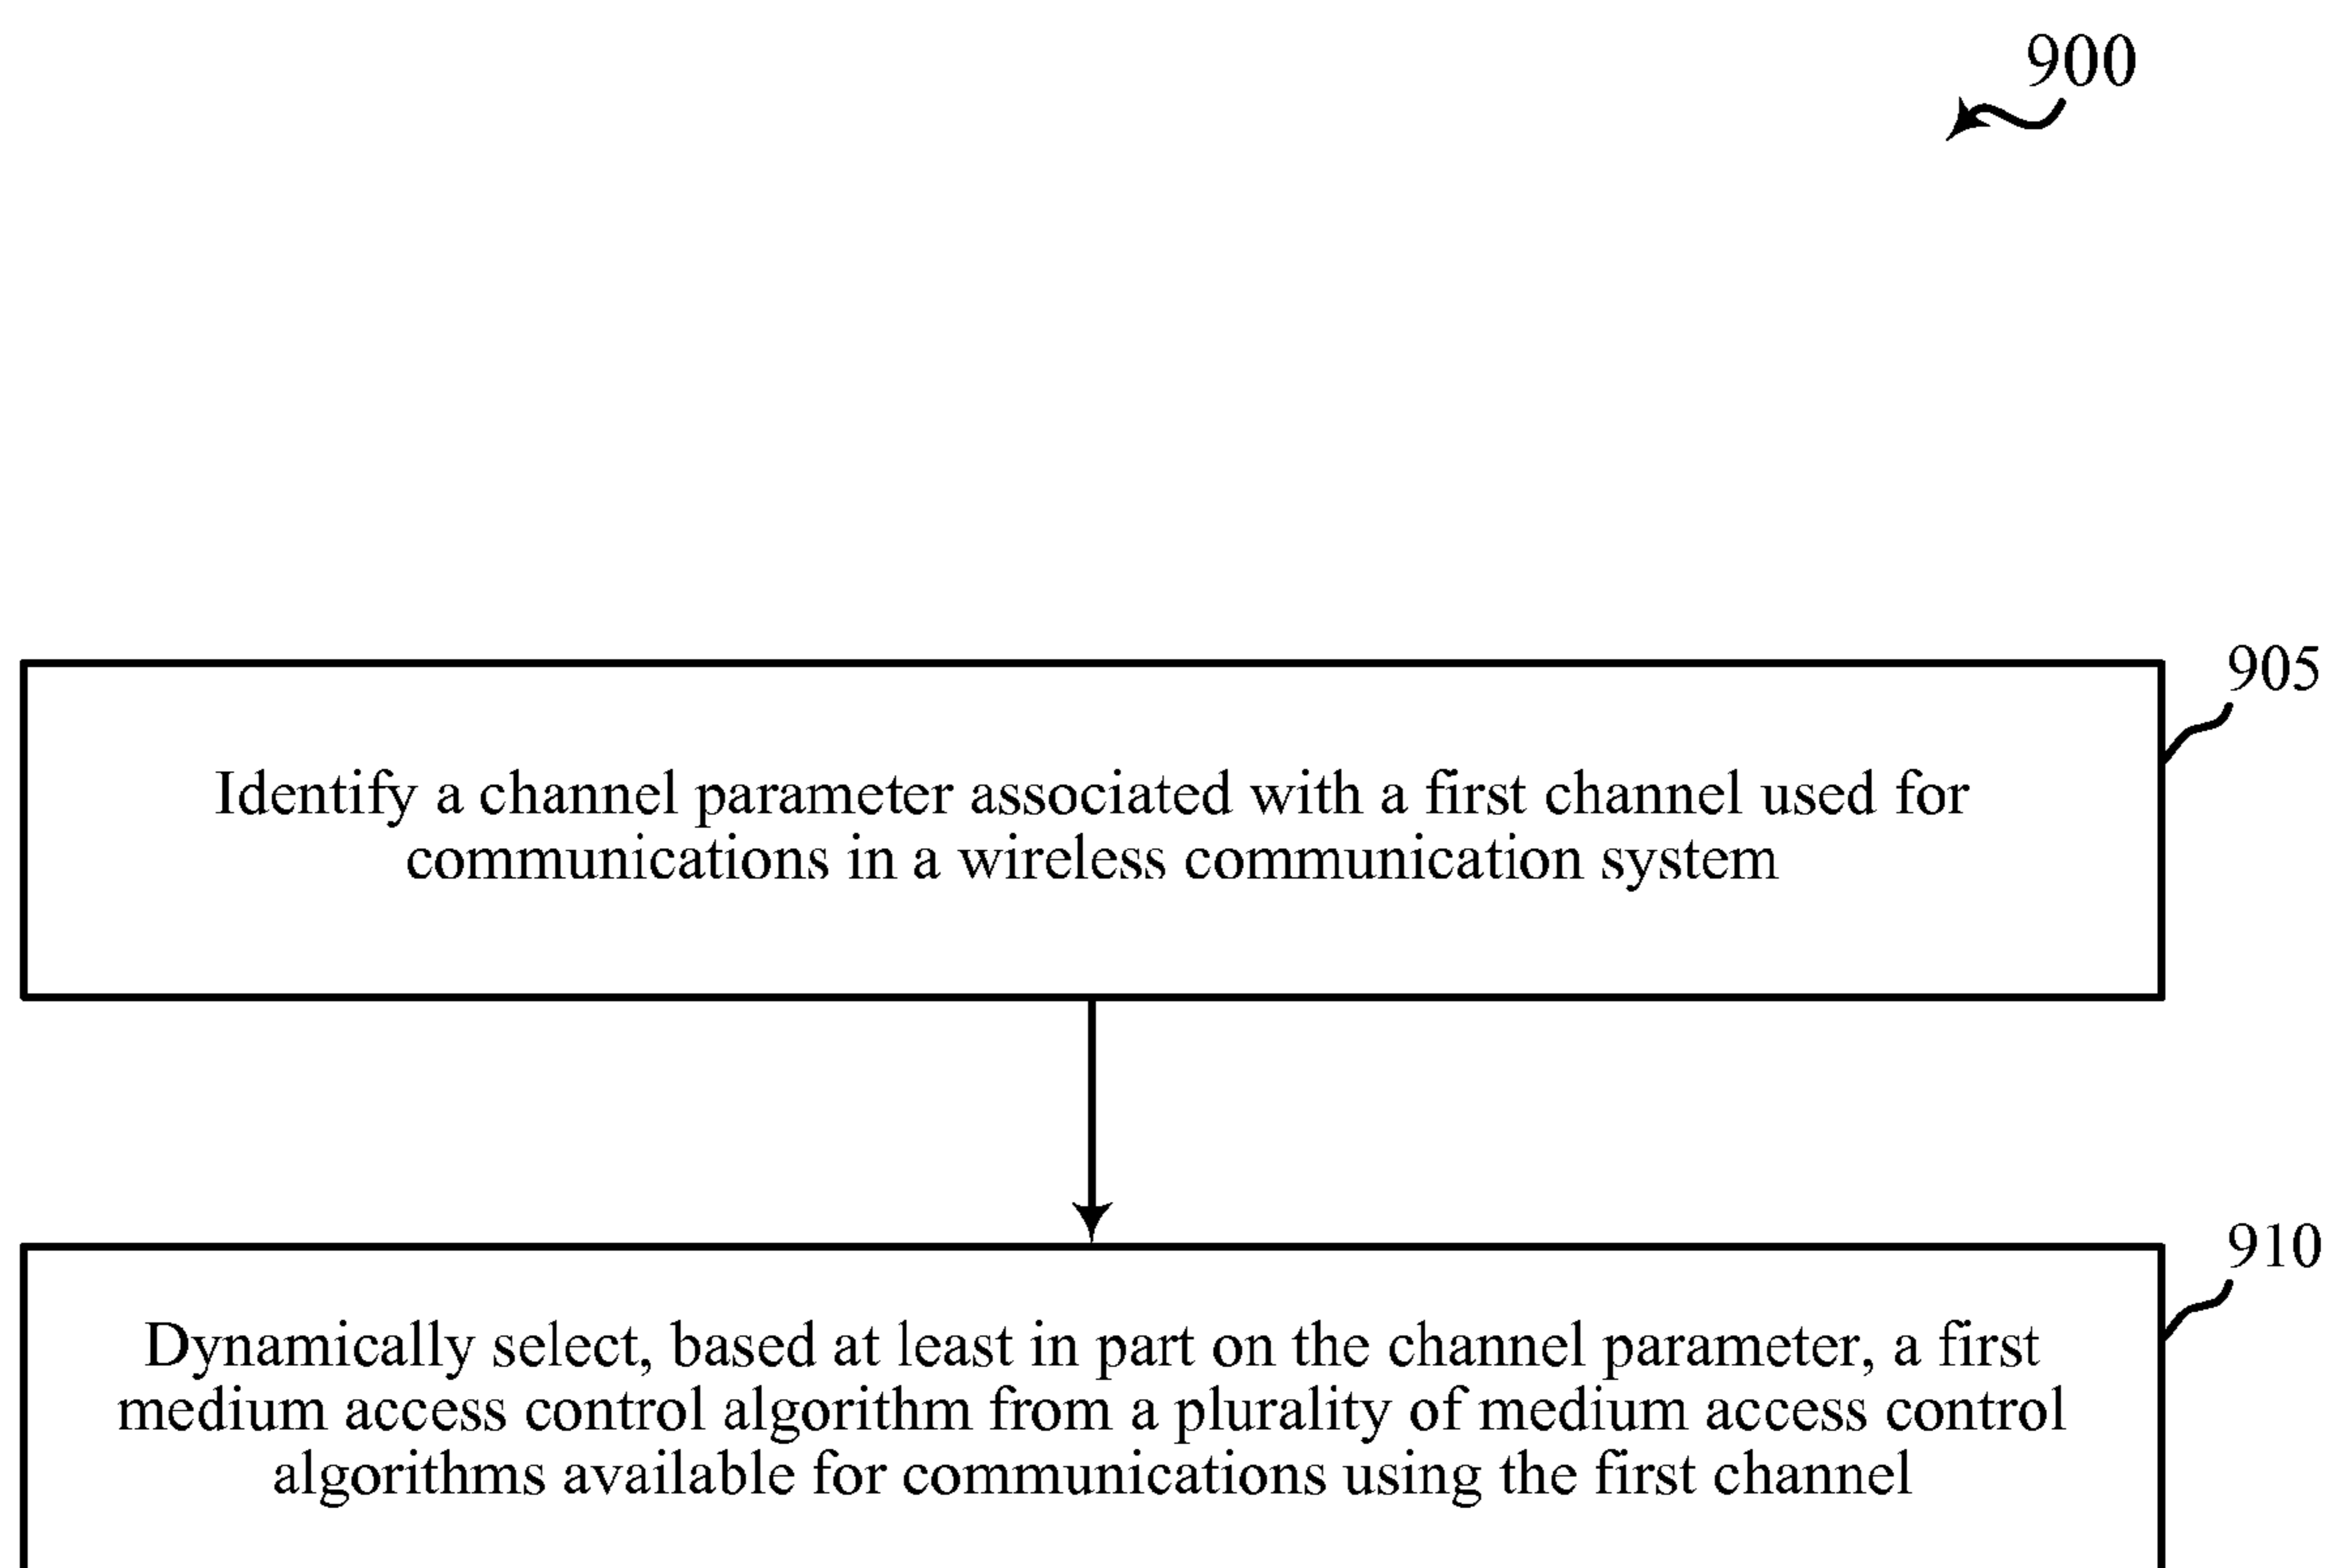 900
905
Identify a channel parameter associated with a first channel used for
communications in a wireless communication system
910
Dynamically select, based at least in part on the channel parameter, a first
medium access control algorithm from a plurality of medium access control
algorithms available for communications using the first channel